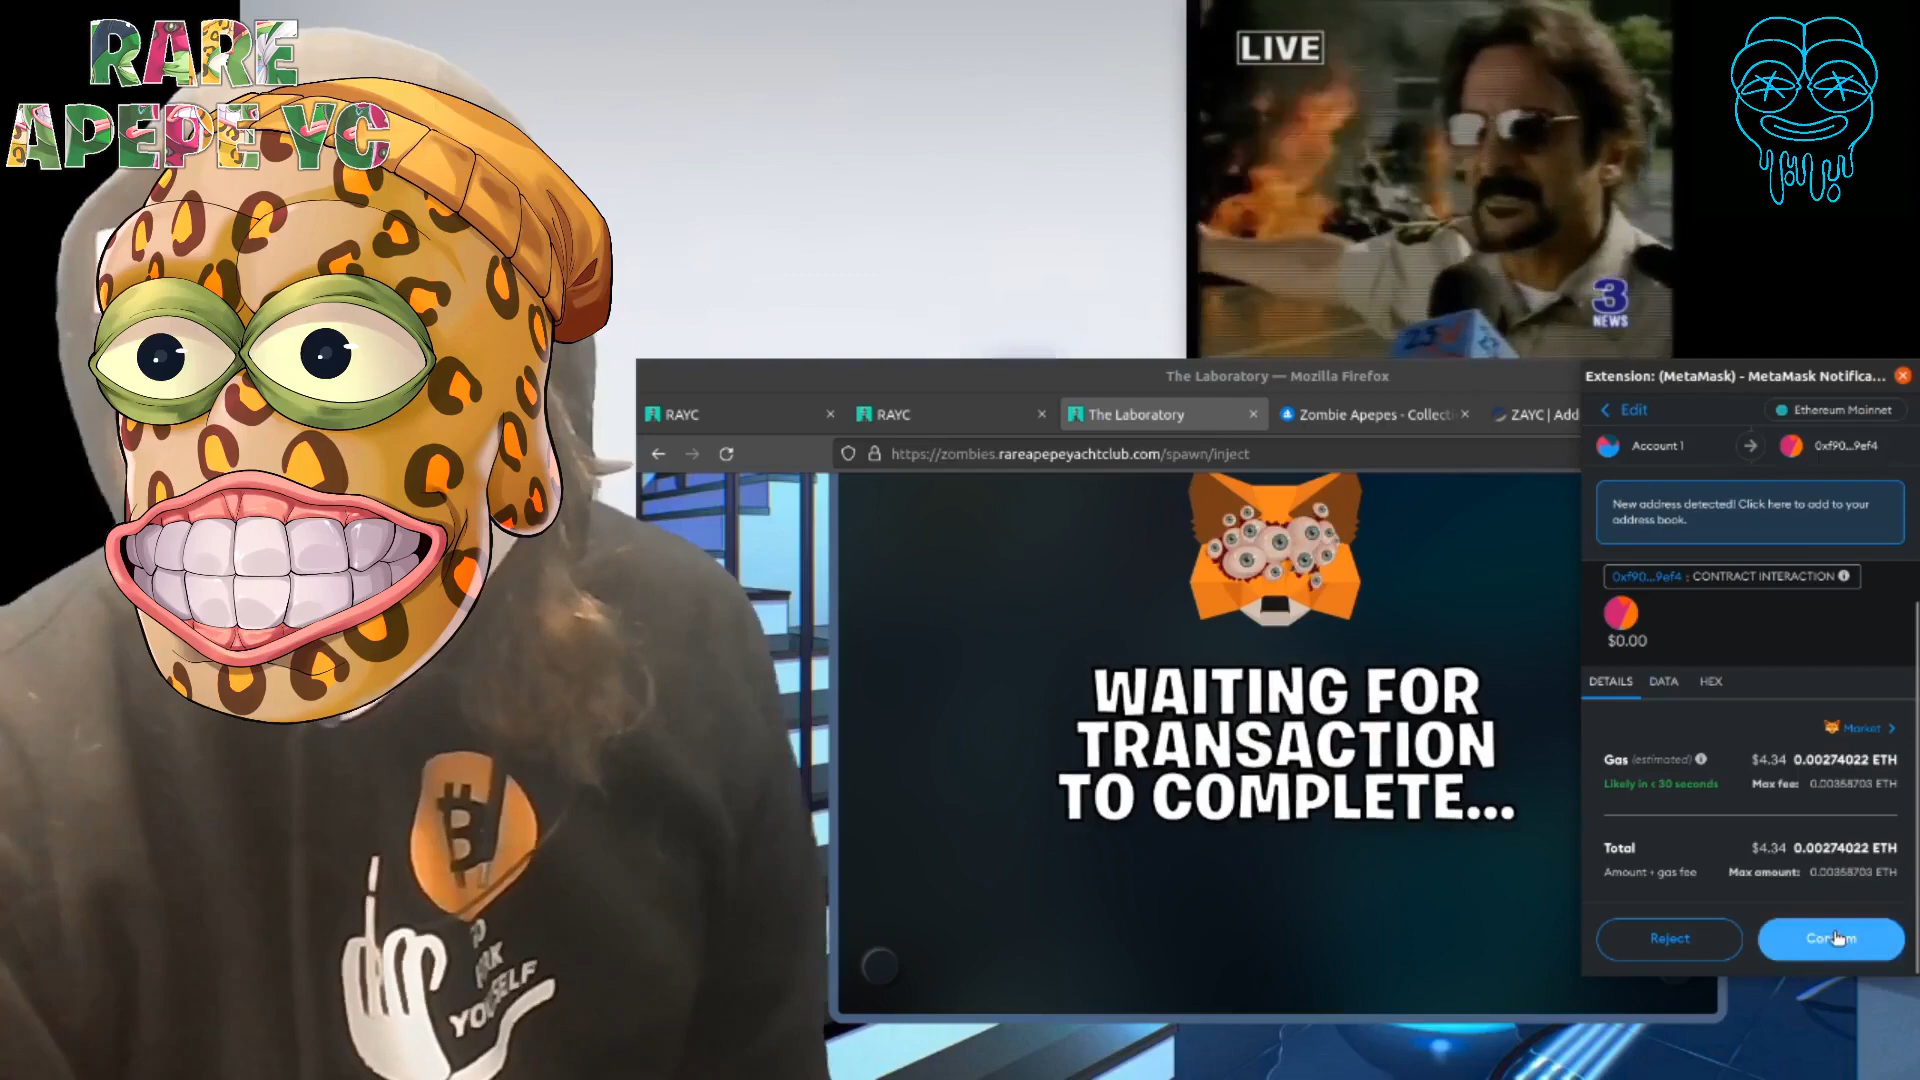 RARE
APEPE YC
LIVE
3
NEWS
The Laboratory — Mozilla Firefox
RAYC
RAYC
The Laboratory
Zombie Apepes - Collecti
ZAYC | Add
https://zombies.rareapepeyachtclub.com/spawn/inject
WAITING FOR
TRANSACTION
TO COMPLETE...
Extension: (MetaMask) - MetaMask Notifica...
Edit
Ethereum Mainnet
Account 1
0xf90...9ef4
New address detected! Click here to add to your
address book.
0xf90...9ef4 : CONTRACT INTERACTION
$0.00
DETAILS DATA HEX
Market
Gas (estimated) $4.34 0.00274022 ETH
Likely in < 30 seconds Max fee: 0.00358703 ETH
Total $4.34 0.00274022 ETH
Amount + gas fee Max amount: 0.00358703 ETH
Reject
YOURSELF